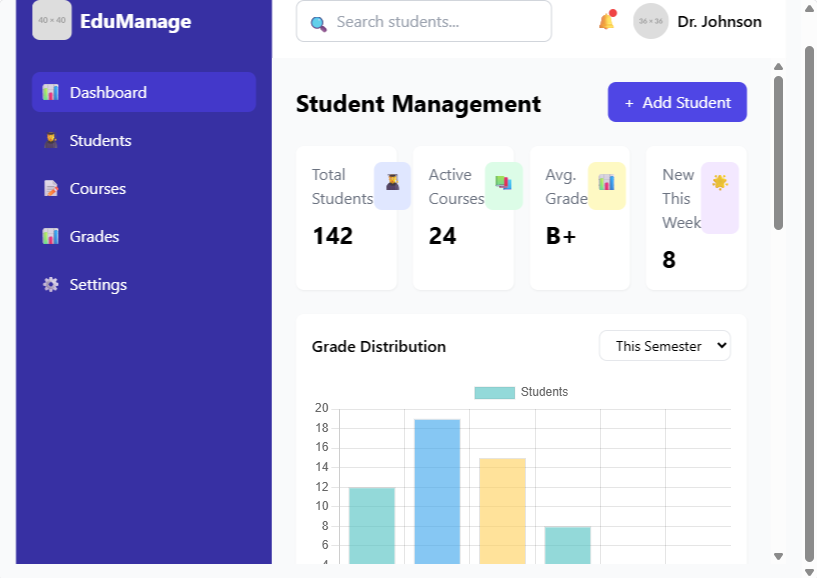 40 × 40 EduManage
Dashboard
Students
Courses
Grades
Settings
Search students...
36 × 36 Dr. Johnson
Student Management
+ Add Student
Total
Students
142
Active
Courses
24
Avg.
Grade
B+
New
This
Week
8
Grade Distribution
This Semester
Students
20
18
16
14
12
10
8
6
4